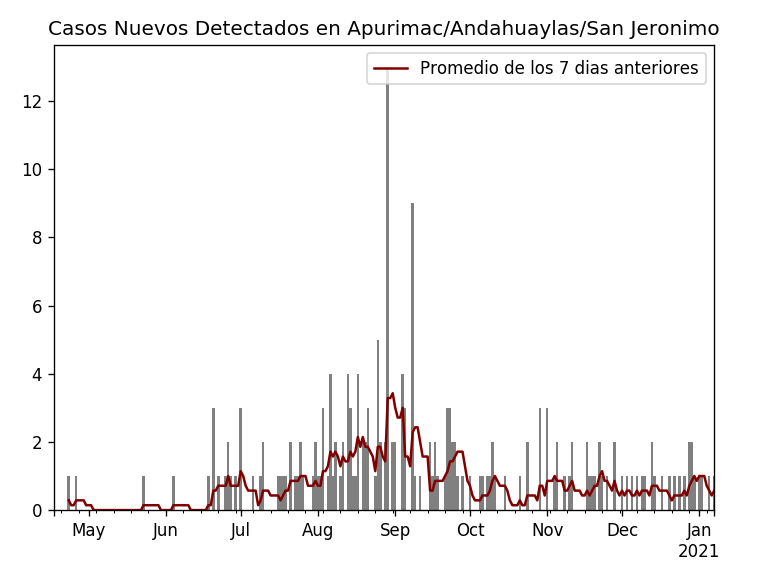 Casos Nuevos Detectados en Apurimac/Andahuaylas/San Jeronimo
Promedio de los 7 dias anteriores
12
10
8
6
4
2
0
May Jun Jul Aug Sep Oct Nov Dec Jan
2021